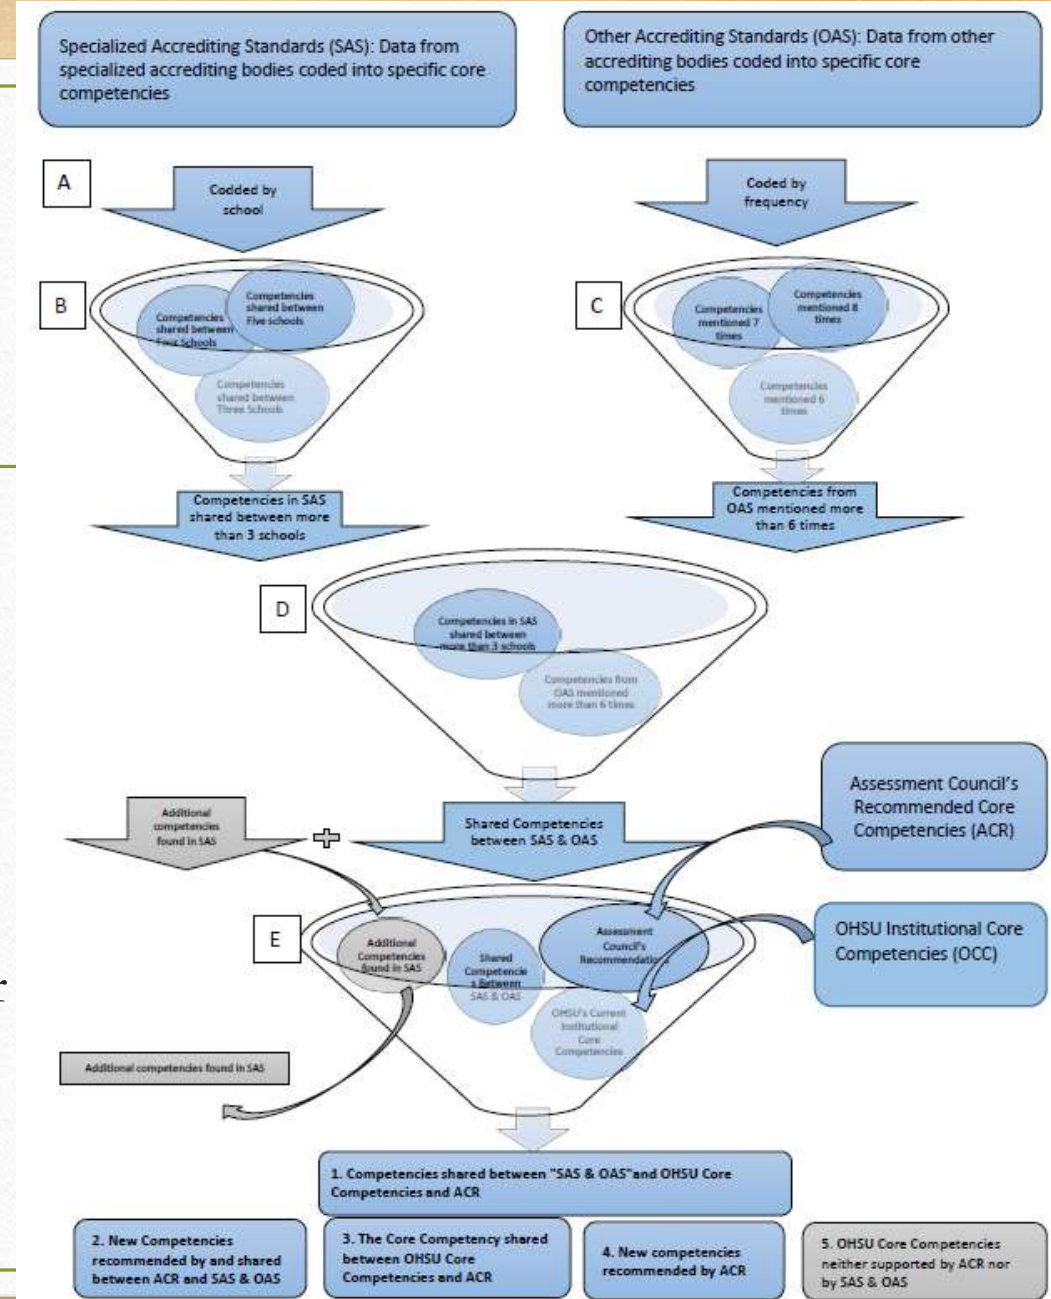 Specialized Accrediting Standards (SAS): Data from
specialized accrediting bodies coded into specific core
competencies
Other Accrediting Standards (OAS): Data from other
accrediting bodies coded into specific core
competencies
A
Codded by
school
Coded by
frequency
B
Competencies
shared between
Four Schools
Competencies
shared between
Five schools
Competencies
shared between
Three Schools
C
Competencies
mentioned 7
times
Competencies
mentioned 8
times
Competencies
mentioned 6
times
Competencies in SAS
shared between more
than 3 schools
Competencies from
OAS mentioned more
than 6 times
D
Competencies in SAS
shared between
more than 3 schools
Competencies from
OAS mentioned
more than 6 times
Additional
competencies
found in SAS
Shared Competencies
between SAS & OAS
Assessment Council's
Recommended Core
Competencies (ACR)
E
Additional
Competencies
found in SAS
Shared
Competencie
s Between
SAS & OAS
Assessment
Council's
Recommendation
OHSU's Current
Institutional
Core
Competencies
OHSU Institutional Core
Competencies (OCC)
r
Additional competencies found in SAS
1. Competencies shared between "SAS & OAS"and OHSU Core
Competencies and ACR
2. New Competencies
recommended by and shared
between ACR and SAS & OAS
3. The Core Competency shared
between OHSU Core
Competencies and ACR
4. New competencies
recommended by ACR
5. OHSU Core Competencies
neither supported by ACR nor
by SAS & OAS